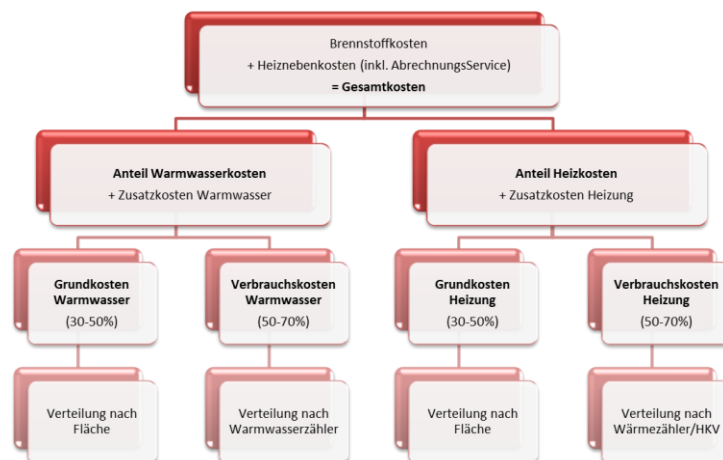 Brennstoffkosten
+ Heiznebenkosten (inkl. AbrechnungsService)
= Gesamtkosten
Anteil Warmwasserkosten
+ Zusatzkosten Warmwasser
Anteil Heizkosten
+ Zusatzkosten Heizung
Grundkosten
Warmwasser
(30-50%)
Verbrauchskosten
Warmwasser
(50-70%)
Grundkosten
Heizung
(30-50%)
Verbrauchskosten
Heizung
(50-70%)
Verteilung nach
Fläche
Verteilung nach
Warmwasserzähler
Verteilung nach
Fläche
Verteilung nach
Wärmezähler/HKV